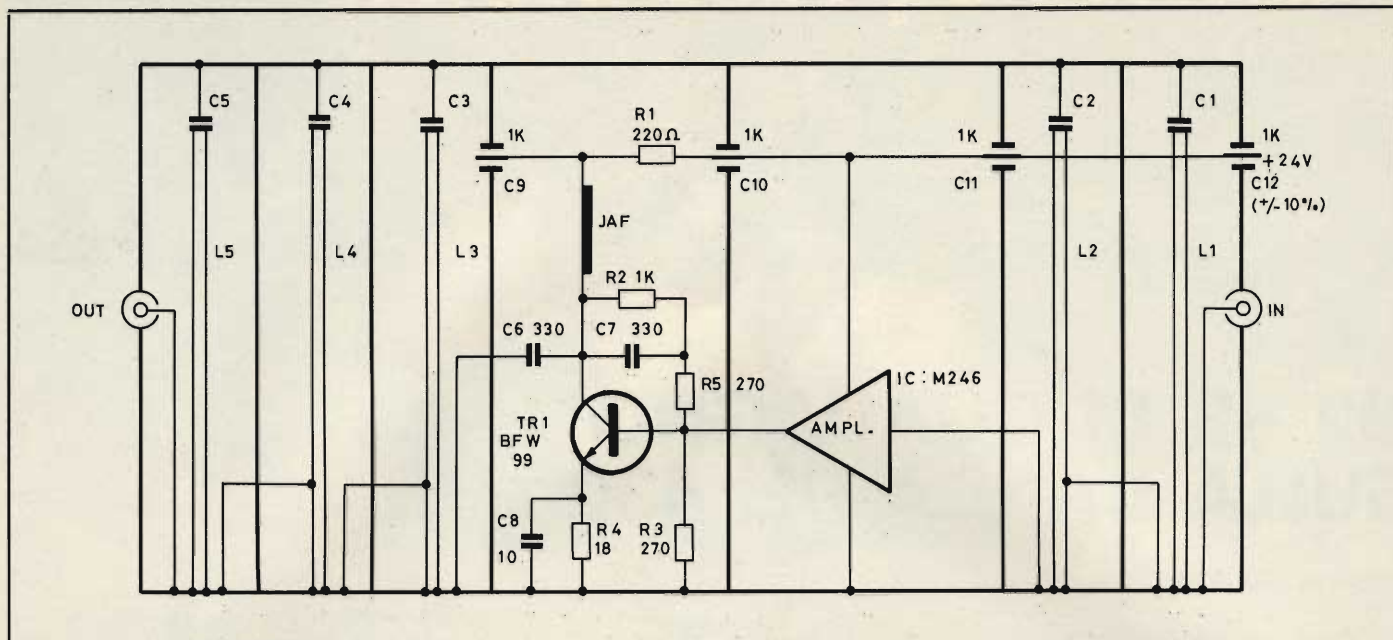 C5
C4
C3
1K
C9
R1
220Ω
1K
C10
1K
C11
C2
C1
1K
+24V
C12
(+/-10%)
JAF
L5
L4
L3
L2
L1
R2 1K
OUT
IN
C6 330
C7 330
R5 270
IC : M246
AMPL.
TR1
BFW
99
C8
10
R4
18
R3
270